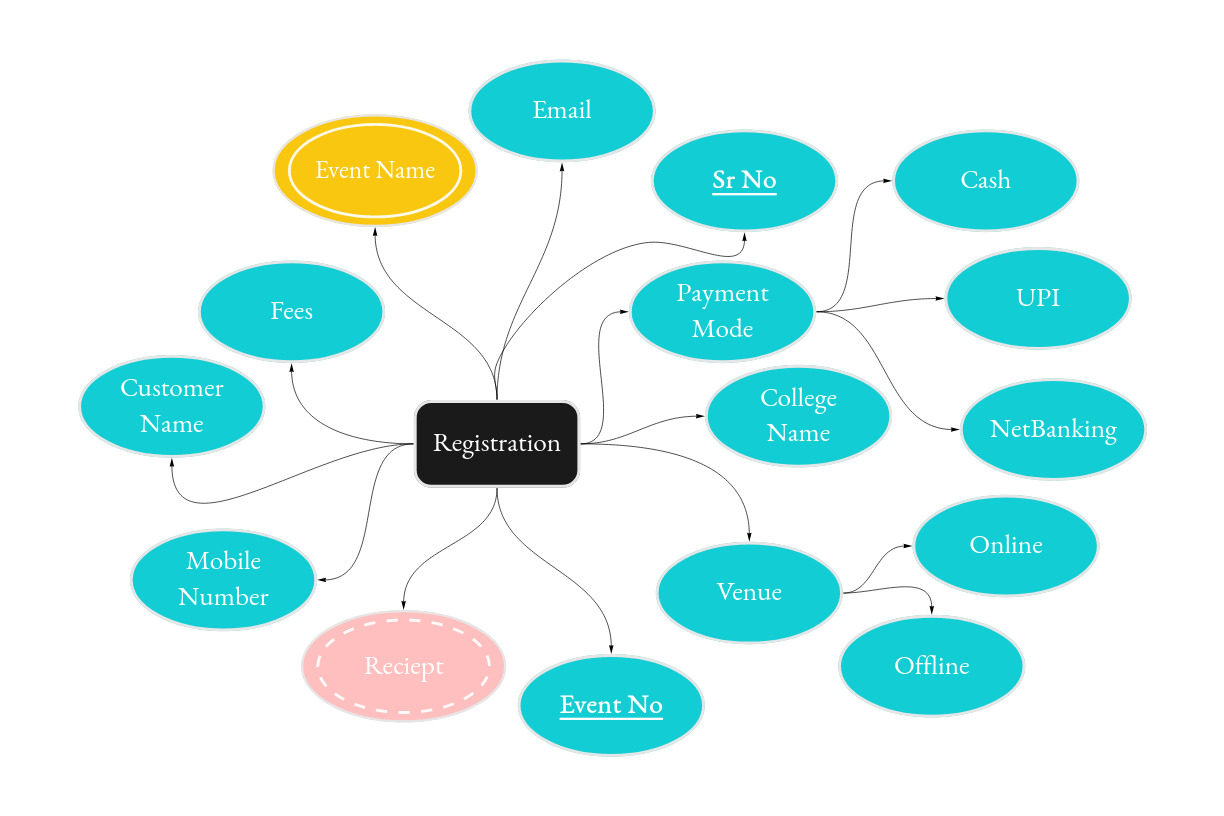 Email
Event Name
Sr No
Cash
Payment
Mode
UPI
Fees
Customer
Name
College
Name
Registration
NetBanking
Online
Mobile
Number
Venue
Reciept
Offline
Event No